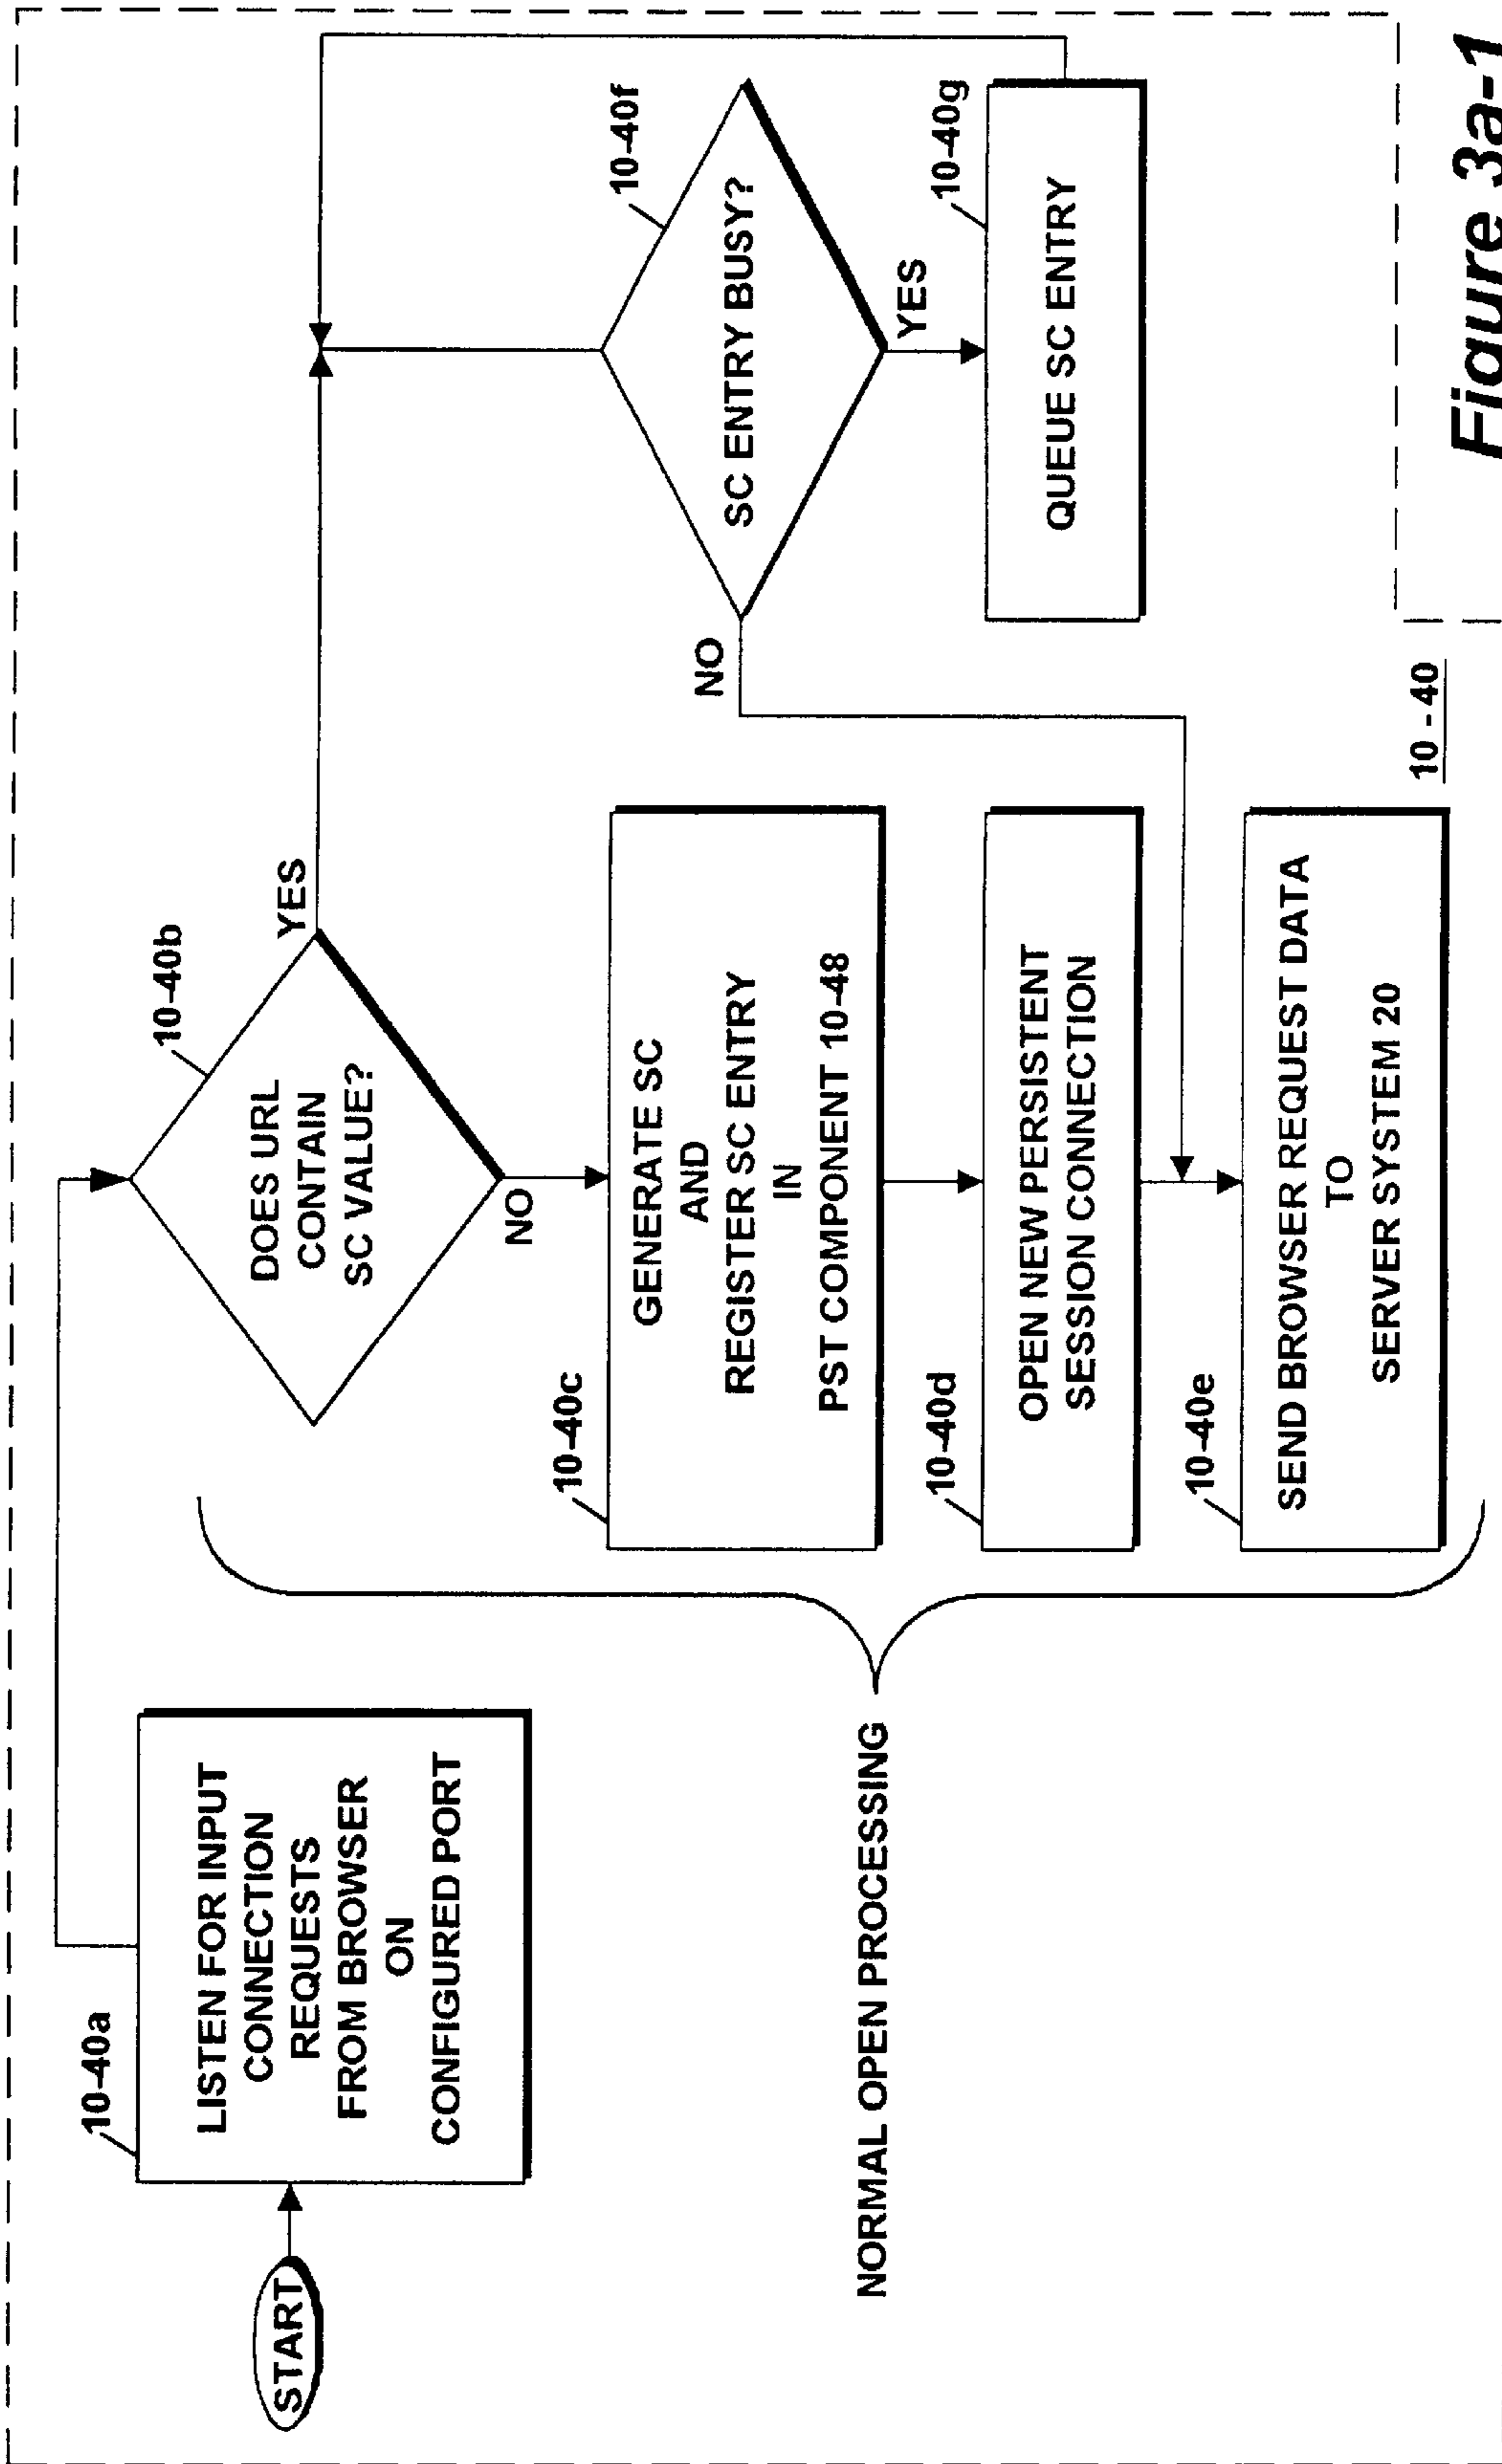 START
10-40a
LISTEN FOR INPUT
CONNECTION
REQUESTS
FROM BROWSER
ON
CONFIGURED PORT
10-40b
DOES URL
CONTAIN
SC VALUE?
YES
NO
10-40c
GENERATE SC
AND
REGISTER SC ENTRY
IN
PST COMPONENT 10-48
10-40d
OPEN NEW PERSISTENT
SESSION CONNECTION
10-40e
SEND BROWSER REQUEST DATA
TO
SERVER SYSTEM 20
NORMAL OPEN PROCESSING
10-40f
SC ENTRY BUSY?
NO
YES
10-40g
QUEUE SC ENTRY
10-40
Figure 3a-1